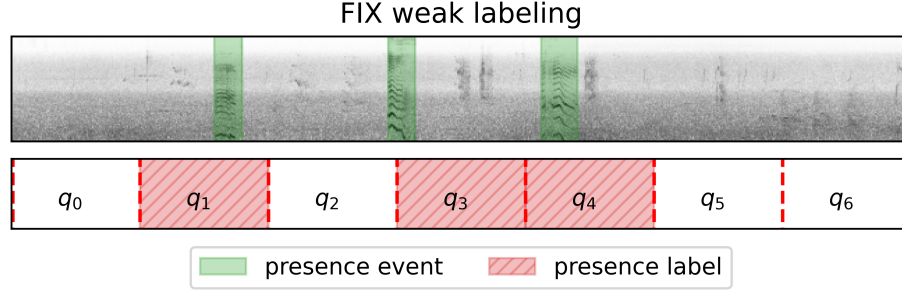 FIX weak labeling
q0 q1 q2 q3 q4 q5 q6
presence event presence label